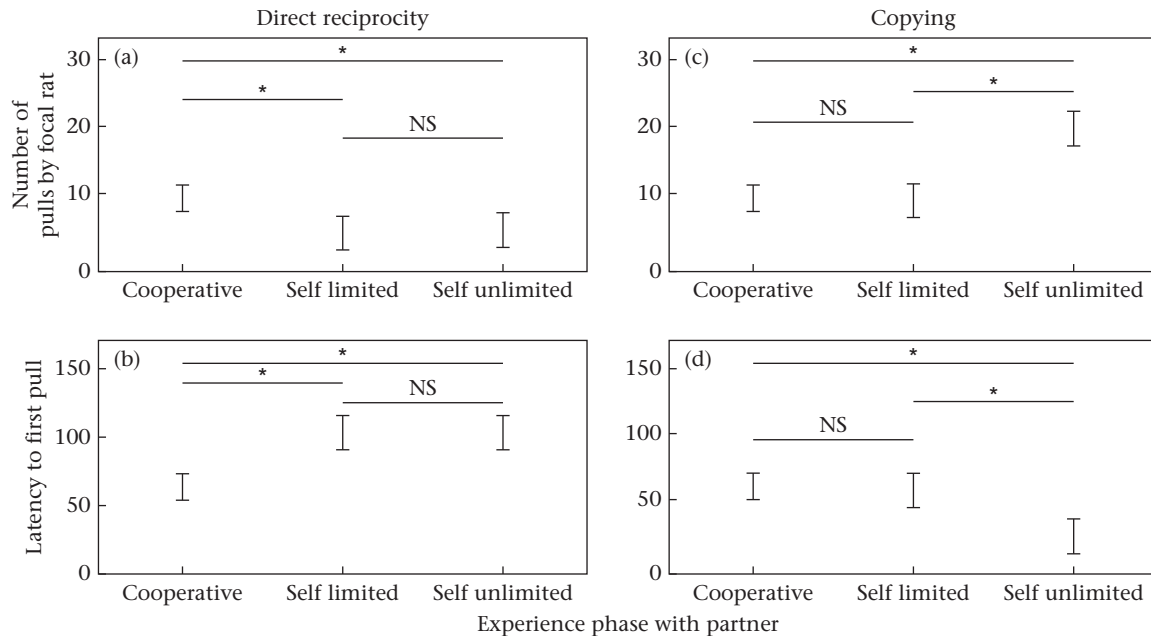 Direct reciprocity
Copying
Number of
pulls by focal rat
30
20
10
0
(a)
*
*
NS
Cooperative
Self limited
Self unlimited
30
20
10
0
(c)
*
*
NS
Cooperative
Self limited
Self unlimited
Latency to first pull
150
100
50
0
(b)
*
*
NS
Cooperative
Self limited
Self unlimited
150
100
50
0
(d)
*
*
NS
Cooperative
Self limited
Self unlimited
Experience phase with partner